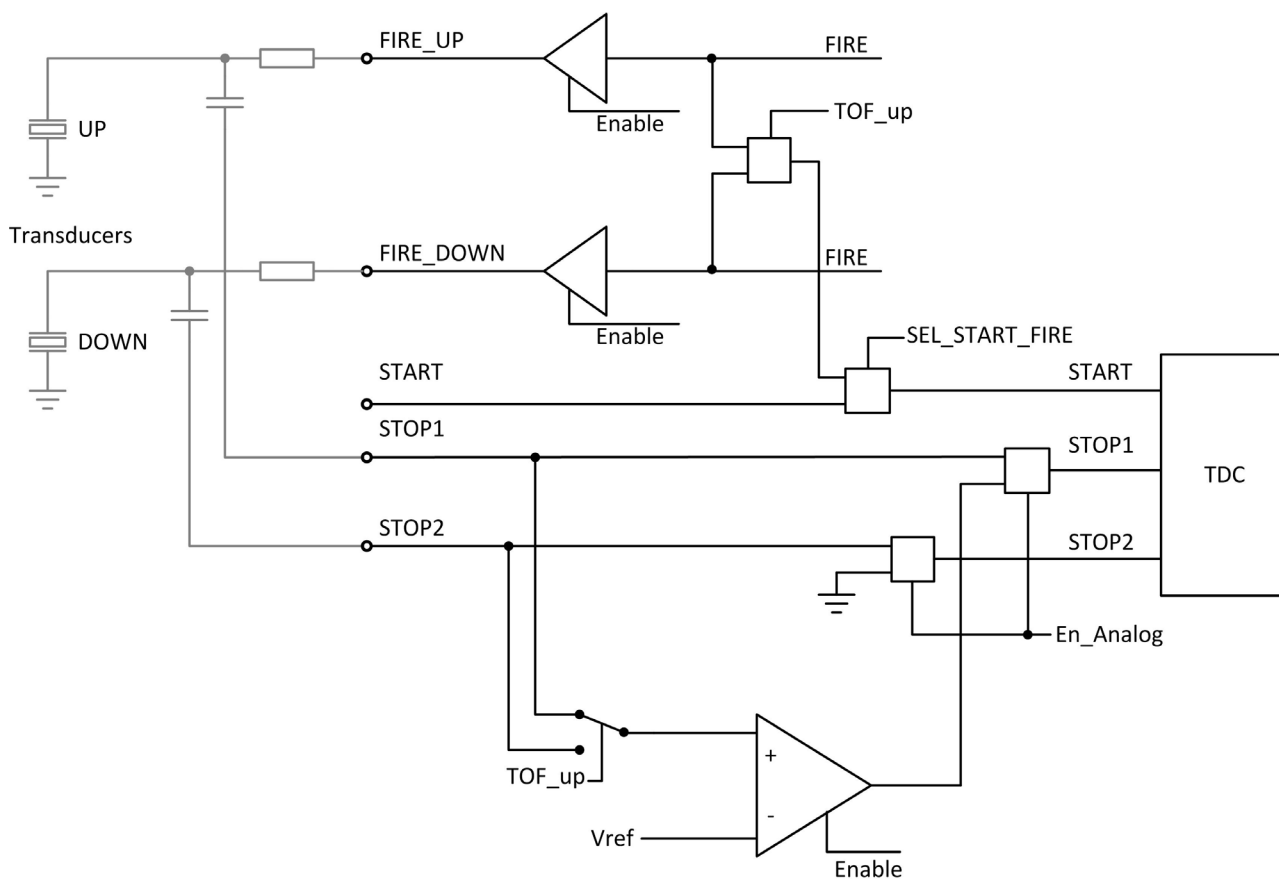 FIRE_UP
FIRE
Enable
TOF_up
UP
Transducers
FIRE_DOWN
FIRE
Enable
DOWN
SEL_START_FIRE
START
START
STOP1
STOP1
TDC
STOP2
STOP2
En_Analog
+
TOF_up
-
Vref
Enable